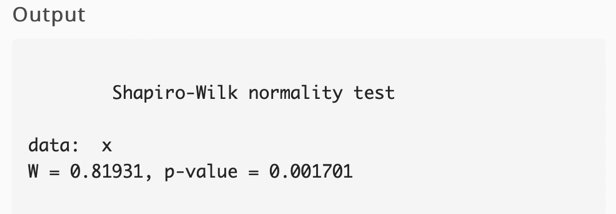 Output
Shapiro-Wilk normality test
data:  x
W = 0.81931, p-value = 0.001701